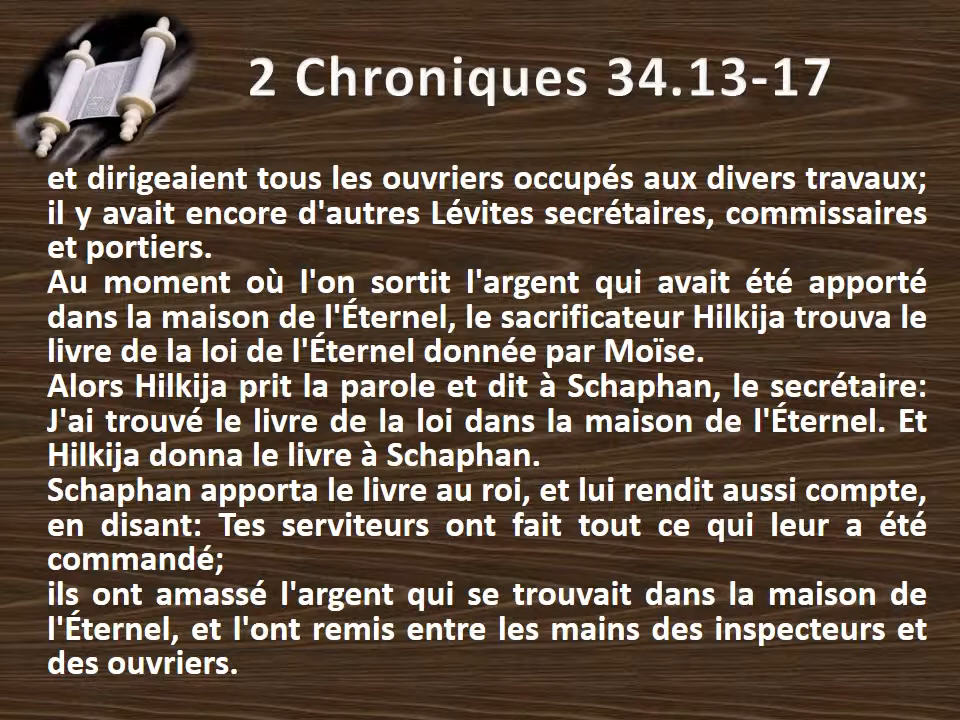 2 Chroniques 34.13-17
et dirigeaient tous les ouvriers occupés aux divers travaux;
il y avait encore d'autres Lévites secrétaires, commissaires
et portiers.
Au moment où l'on sortit l'argent qui avait été apporté
dans la maison de l'Éternel, le sacrificateur Hilkija trouva le
livre de la loi de l'Éternel donnée par Moïse.
Alors Hilkija prit la parole et dit à Schaphan, le secrétaire:
J'ai trouvé le livre de la loi dans la maison de l'Éternel. Et
Hilkija donna le livre à Schaphan.
Schaphan apporta le livre au roi, et lui rendit aussi compte,
en disant: Tes serviteurs ont fait tout ce qui leur a été
commandé;
ils ont amassé l'argent qui se trouvait dans la maison de
l'Éternel, et l'ont remis entre les mains des inspecteurs et
des ouvriers.